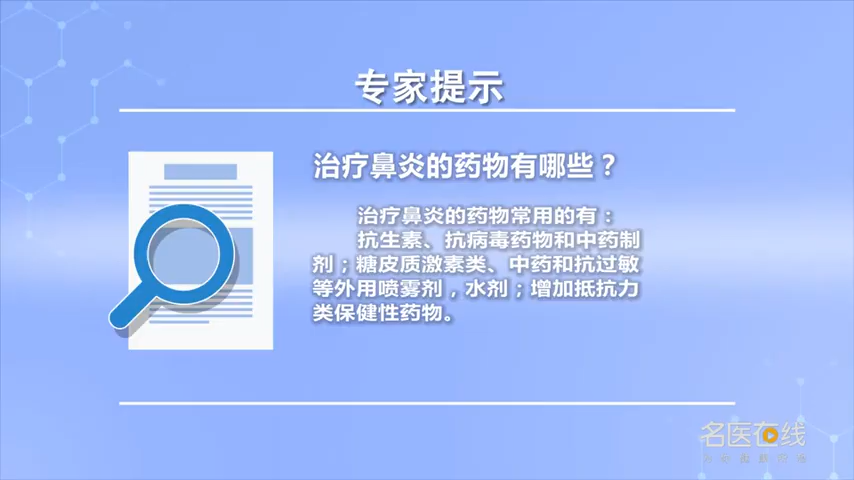 专家提示
治疗鼻炎的药物有哪些？
治疗鼻炎的药物常用的有：
抗生素、抗病毒药物和中药制
剂；糖皮质激素类、中药和抗过敏
等外用喷雾剂，水剂；增加抵抗力
类保健性药物。
名医在线